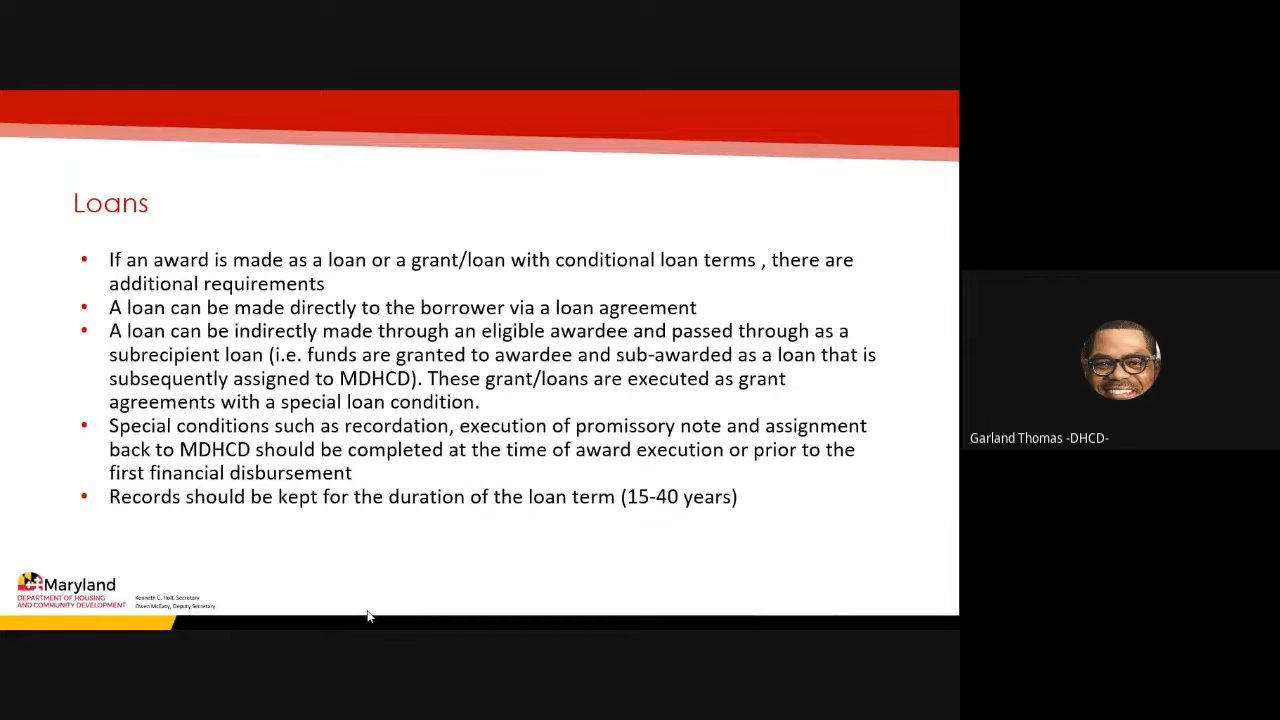 Loans
• If an award is made as a loan or a grant/loan with conditional loan terms , there are
additional requirements
• A loan can be made directly to the borrower via a loan agreement
• A loan can be indirectly made through an eligible awardee and passed through as a
subrecipient loan (i.e. funds are granted to awardee and sub-awarded as a loan that is
subsequently assigned to MDHCD). These grant/loans are executed as grant
agreements with a special loan condition.
• Special conditions such as recordation, execution of promissory note and assignment
back to MDHCD should be completed at the time of award execution or prior to the
first financial disbursement
• Records should be kept for the duration of the loan term (15-40 years)
Maryland
DEPARTMENT OF HOUSING
AND COMMUNITY DEVELOPMENT
Kenneth C. Holt, Secretary
Owen McEvoy, Deputy Secretary
Garland Thomas -DHCD-